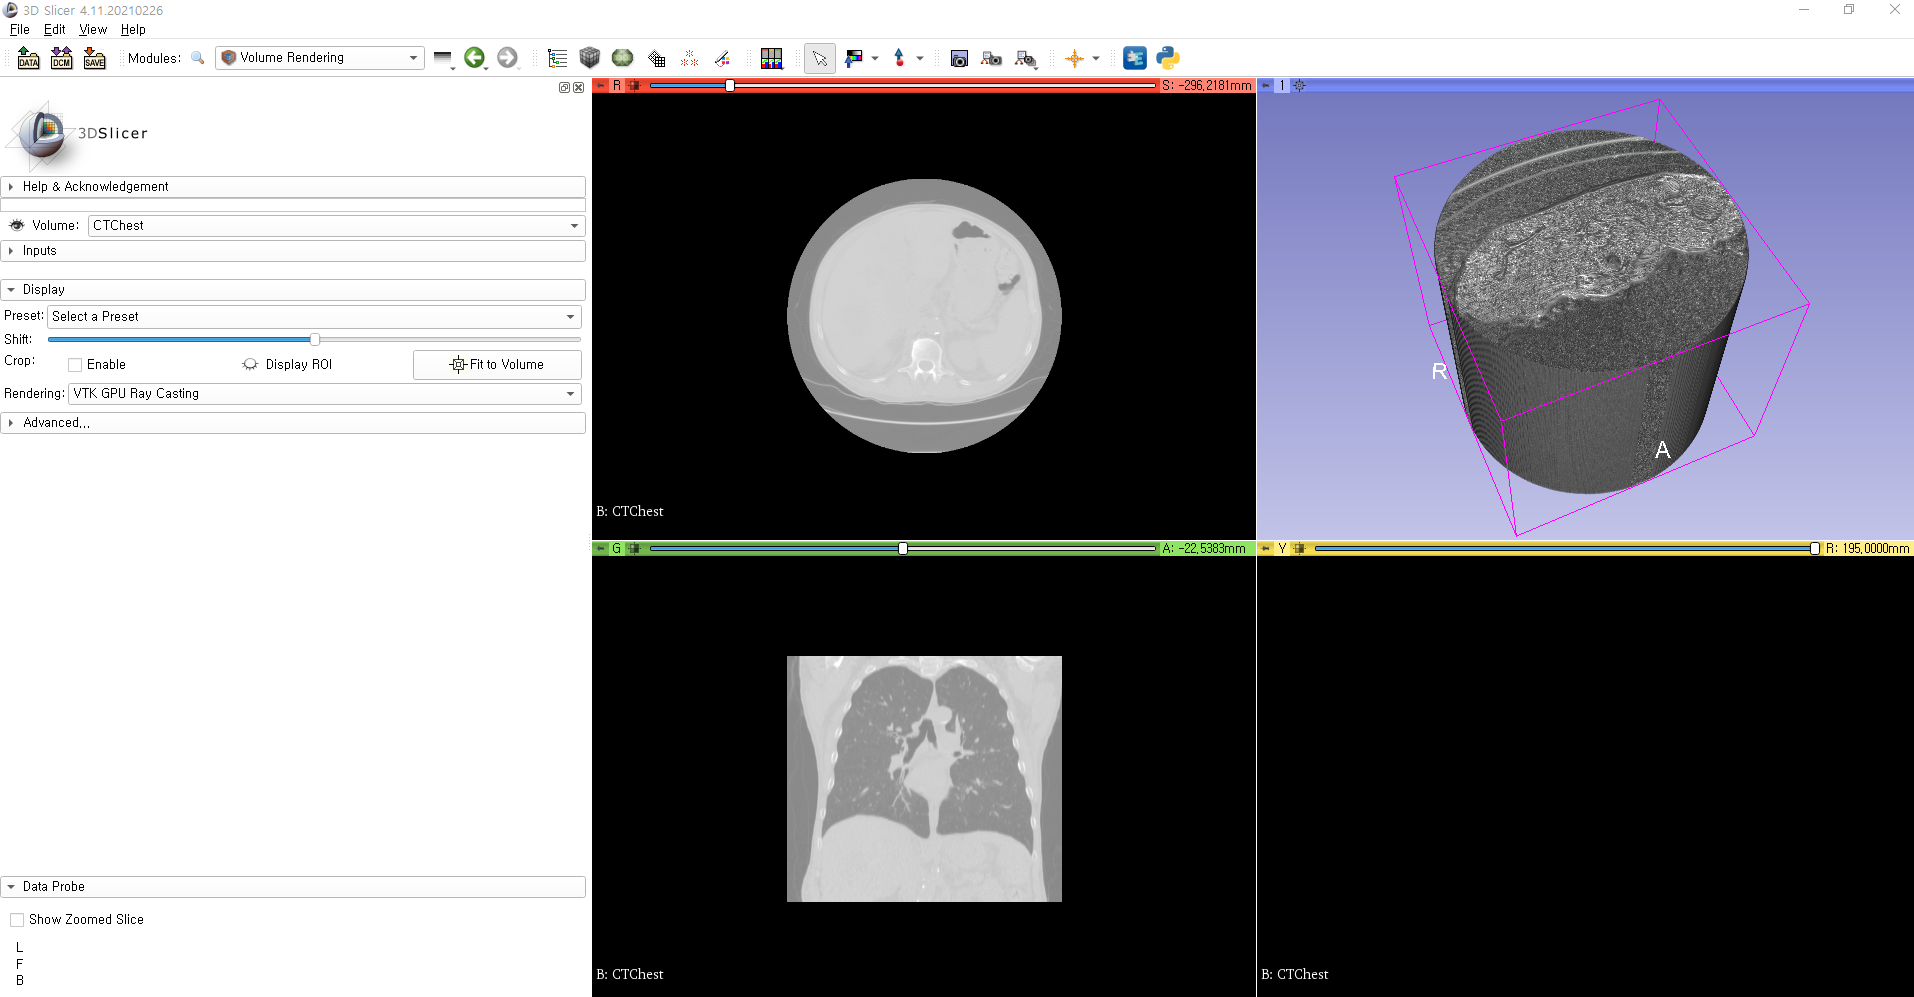 3D Slicer 4.11.20210226
File Edit View Help
DATA DCM SAVE Modules: Volume Rendering
3DSlicer
Help & Acknowledgement
Volume: CTChest
Inputs
Display
Preset: Select a Preset
Shift:
Crop: Enable Display ROI Fit to Volume
Rendering: VTK GPU Ray Casting
Advanced...
Data Probe
Show Zoomed Slice
L
F
B
R S: -296,2181mm
B: CTChest
1
R
A
G A: -22,5383mm
B: CTChest
Y R: 195,0000mm
B: CTChest